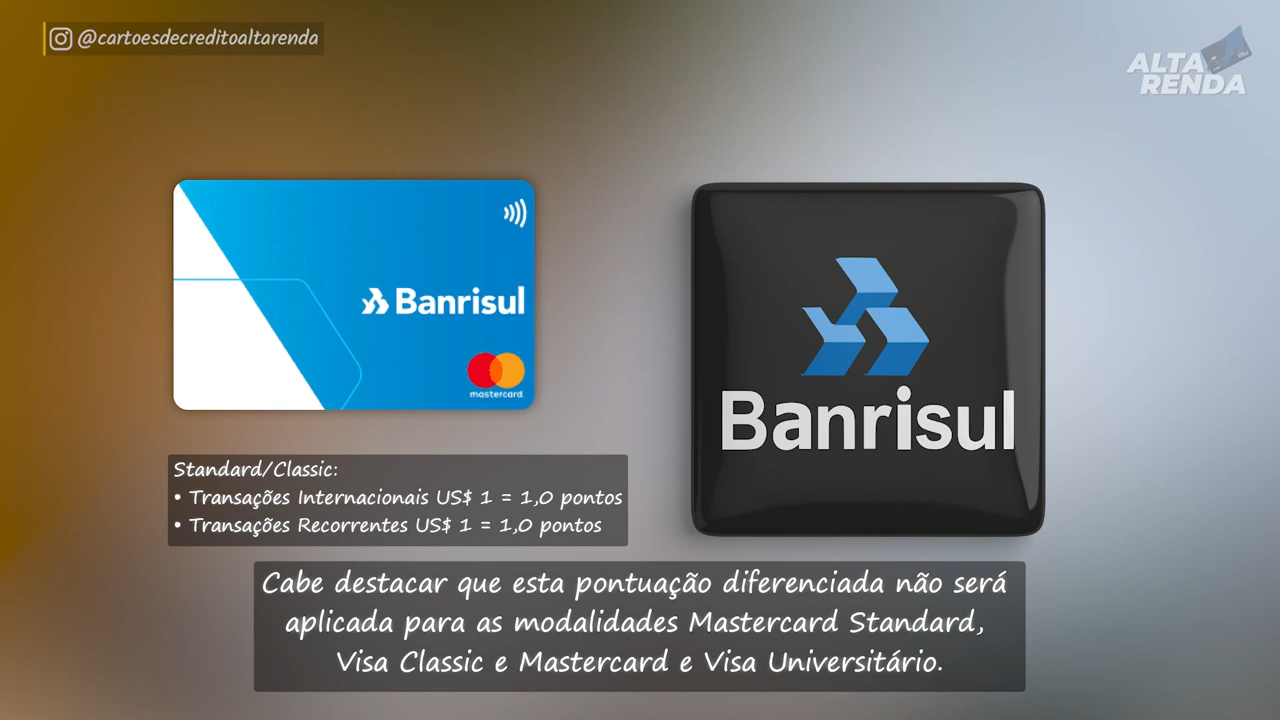 @cartoesdecreditoaltarenda
ALTA
RENDA
Banrisul
mastercard
Banrisul
Standard/Classic:
• Transações Internacionais US$ 1 = 1,0 pontos
• Transações Recorrentes US$ 1 = 1,0 pontos
Cabe destacar que esta pontuação diferenciada não será
aplicada para as modalidades Mastercard Standard,
Visa Classic e Mastercard e Visa Universitário.